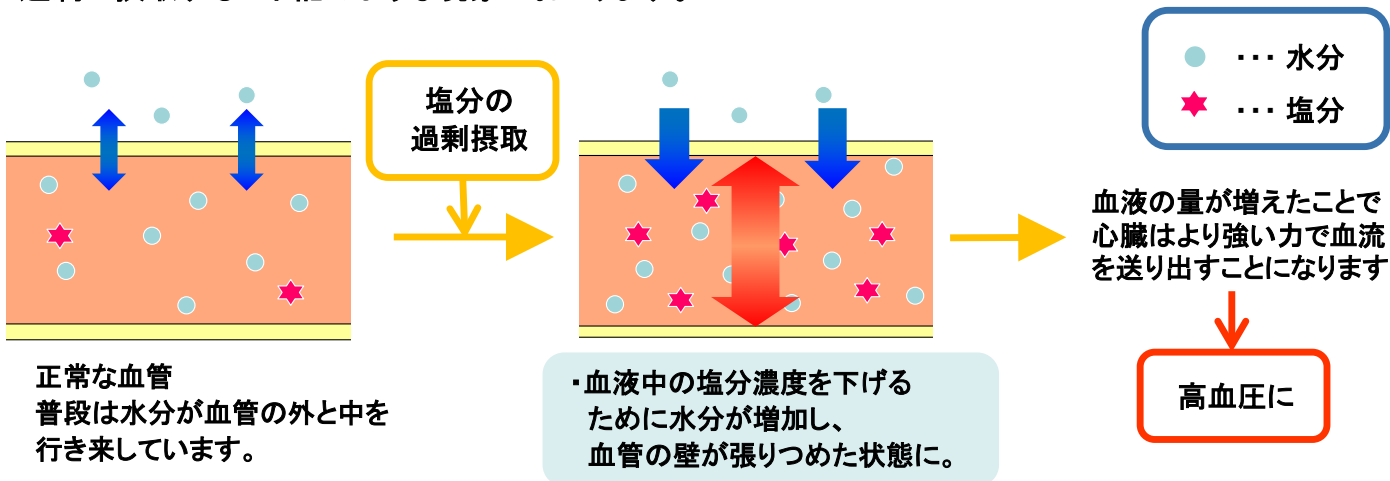 ・・・ 水分
・・・ 塩分
塩分の
過剰摂取
正常な血管
普段は水分が血管の外と中を
行き来しています。
・血液中の塩分濃度を下げる
ために水分が増加し、
血管の壁が張りつめた状態に。
血液の量が増えたことで
心臓はより強い力で血流
を送り出すことになります
高血圧に